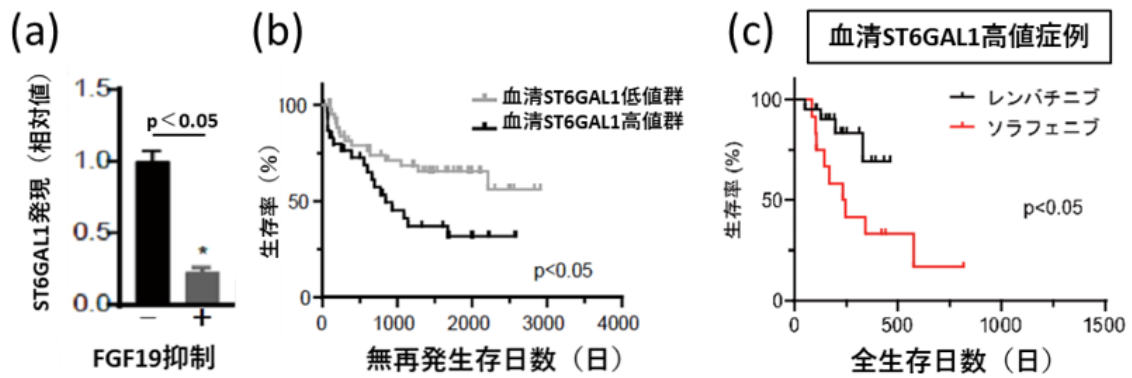 (a)
ST6GAL1発現（相対値）
1.5
1.0
0.5
0.0
p＜0.05
*
−
+
FGF19抑制
(b)
生存率（%）
100
50
0
0
1000
2000
3000
4000
血清ST6GAL1低値群
血清ST6GAL1高値群
p<0.05
無再発生存日数（日）
(c)
血清ST6GAL1高値症例
生存率 (%)
100
50
0
0
500
1000
1500
レンバチニブ
ソラフェニブ
p<0.05
全生存日数（日）